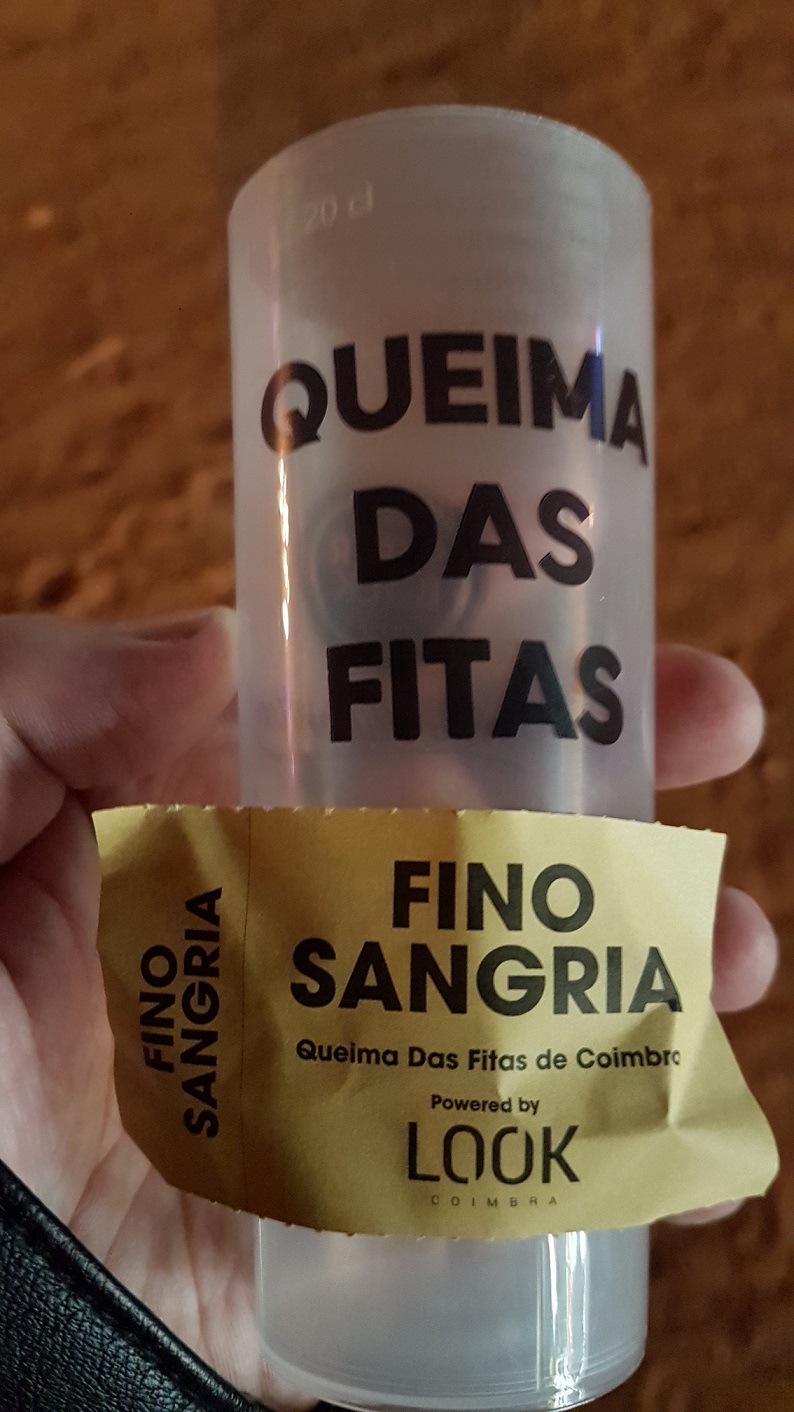 20 cl
QUEIMA
DAS
FITAS
FINO
SANGRIA
FINO
SANGRIA
Queima Das Fitas de Coimbra
Powered by
LOOK
COIMBRA